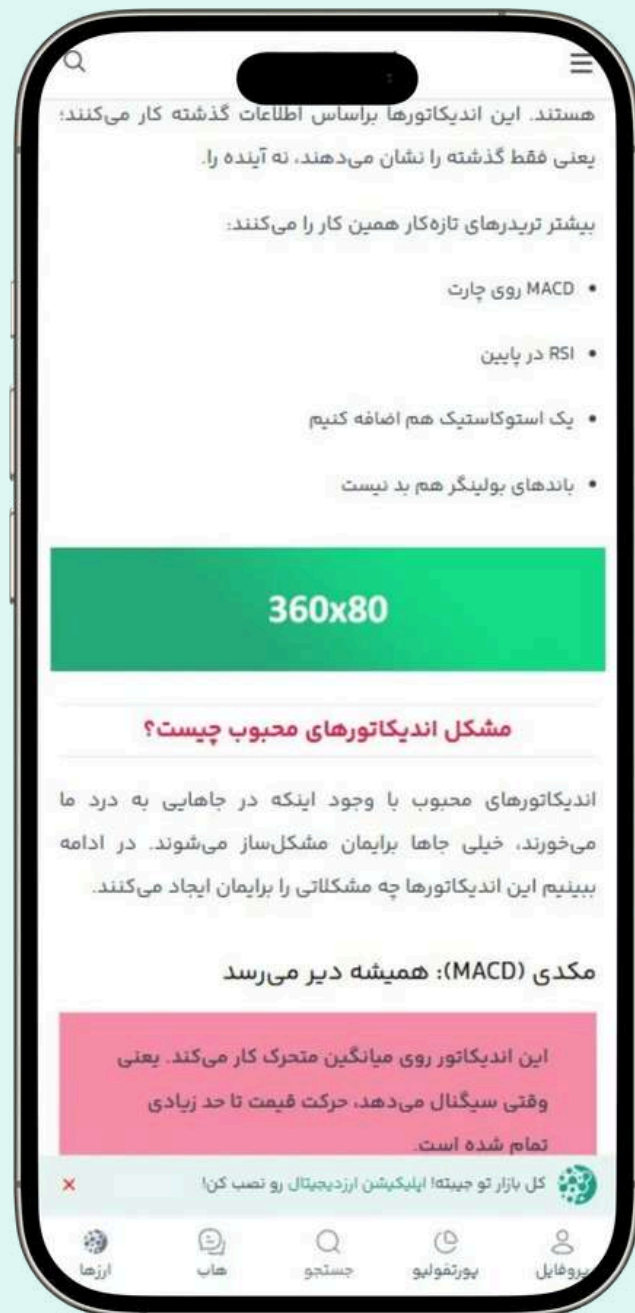 هستند. این اندیکاتورها براساس اطلاعات گذشته کار می‌کنند؛
یعنی فقط گذشته را نشان می‌دهند، نه آینده را.
بیشتر تریدرهای تازه‌کار همین کار را می‌کنند:
• MACD روی چارت
• RSI در پایین
• یک استوکاستیک هم اضافه کنیم
• باندهای بولینگر هم بد نیست
360x80
مشکل اندیکاتورهای محبوب چیست؟
اندیکاتورهای محبوب با وجود اینکه در جاهایی به درد ما
می‌خورند، خیلی جاها برایمان مشکل‌ساز می‌شوند. در ادامه
ببینیم این اندیکاتورها چه مشکلاتی را برایمان ایجاد می‌کنند.
مکدی (MACD): همیشه دیر می‌رسد
این اندیکاتور روی میانگین متحرک کار می‌کند. یعنی
وقتی سیگنال می‌دهد، حرکت قیمت تا حد زیادی
تمام شده است.
کل بازار تو جیبته! اپلیکیشن ارزدیجیتال رو نصب کن!
پروفایل
پورتفولیو
جستجو
هاب
ارزها